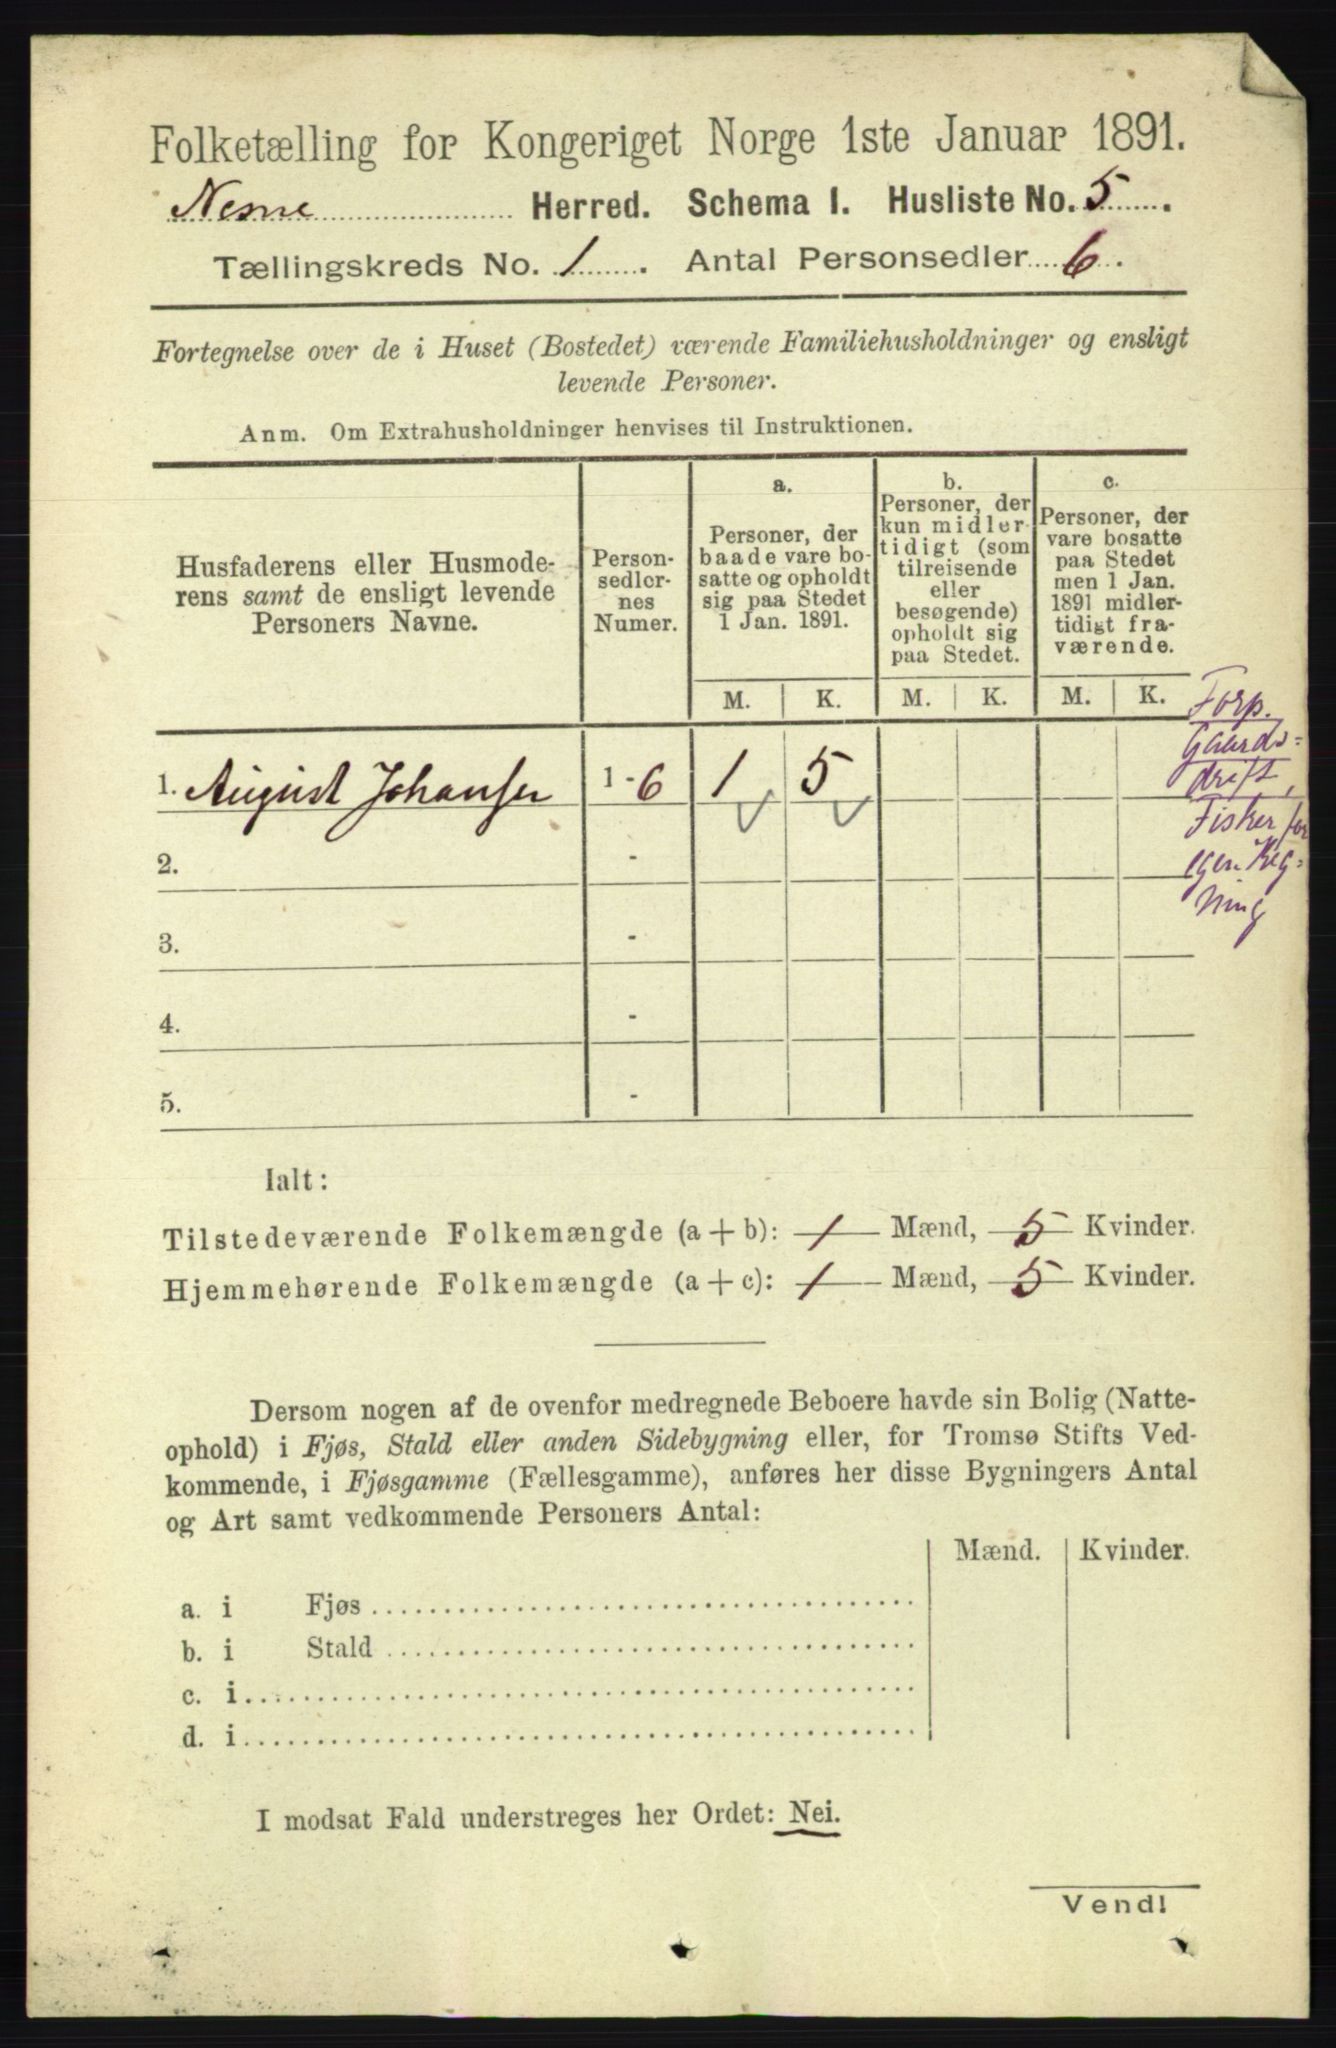 Folketælling for Kongeriget Norge 1ste Januar 1891.
Nesne Herred. Schema I. Husliste No. 5.
Tællingskreds No. 1. Antal Personsedler 6.
Fortegnelse over de i Huset (Bostedet) værende Familiehusholdninger og ensligt
levende Personer.
Anm. Om Extrahusholdninger henvises til Instruktionen.
Husfaderens eller Husmode-
rens samt de ensligt levende
Personers Navne.
Person-
sedler-
nes
Numer.
a.
Personer, der
baade vare bo-
satte og opholdt
sig paa Stedet
1 Jan. 1891.
b.
Personer, der
kun midler-
tidigt (som
tilreisende
eller
besøgende)
opholdt sig
paa Stedet.
c.
Personer, der
vare bosatte
paa Stedet
men 1 Jan.
1891 midler-
tidigt fra-
værende.
M. K. M. K. M. K.
1. August Johansen 1 - 6 1 5
Forp.
Gaards-
drift,
Fisker for
egen Reg-
ning
2. -
3. -
4. -
5. -
Ialt:
Tilstedeværende Folkemængde (a + b): 1 Mænd, 5 Kvinder.
Hjemmehørende Folkemængde (a + c): 1 Mænd, 5 Kvinder.
Dersom nogen af de ovenfor medregnede Beboere havde sin Bolig (Natte-
ophold) i Fjøs, Stald eller anden Sidebygning eller, for Tromsø Stifts Ved-
kommende, i Fjøsgamme (Fællesgamme), anføres her disse Bygningers Antal
og Art samt vedkommende Personers Antal:
Mænd. Kvinder.
a. i Fjøs
b. i Stald
c. i
d. i
I modsat Fald understreges her Ordet: Nei.
Vend!